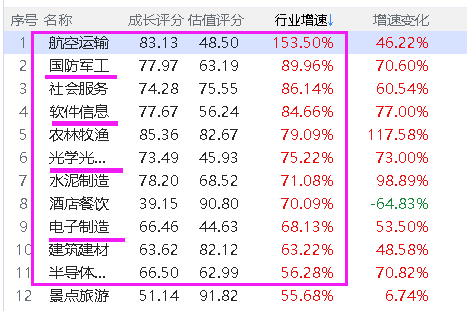 序号 名称 成长评分 估值评分 行业增速↓ 增速变化
1 航空运输 83.13 48.50 153.50% 46.22%
2 国防军工 77.97 63.19 89.96% 70.60%
3 社会服务 74.28 75.55 86.14% 60.54%
4 软件信息 77.67 56.24 84.66% 77.00%
5 农林牧渔 85.36 82.67 79.09% 117.58%
6 光学光... 73.49 45.93 75.22% 73.00%
7 水泥制造 78.20 68.52 71.08% 98.89%
8 酒店餐饮 39.15 90.80 70.09% -64.83%
9 电子制造 66.46 44.63 68.13% 53.50%
10 建筑建材 63.62 82.12 63.22% 48.58%
11 半导体... 66.50 62.99 56.28% 70.82%
12 景点旅游 51.14 91.82 55.68% 6.74%